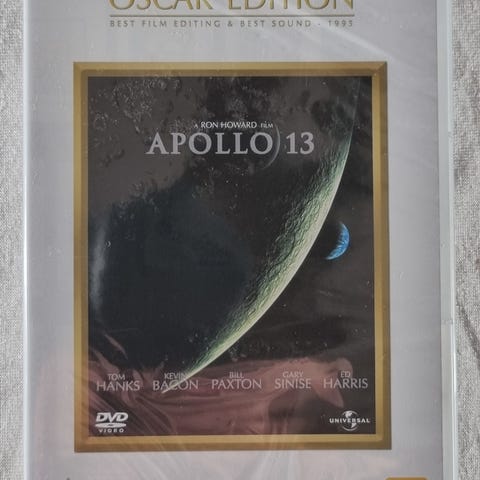 OSCAR EDITION
BEST FILM EDITING & BEST SOUND - 1995
A RON HOWARD FILM
APOLLO 13
TOM HANKS KEVIN BACON BILL PAXTON GARY SINISE ED HARRIS
DVD VIDEO
UNIVERSAL